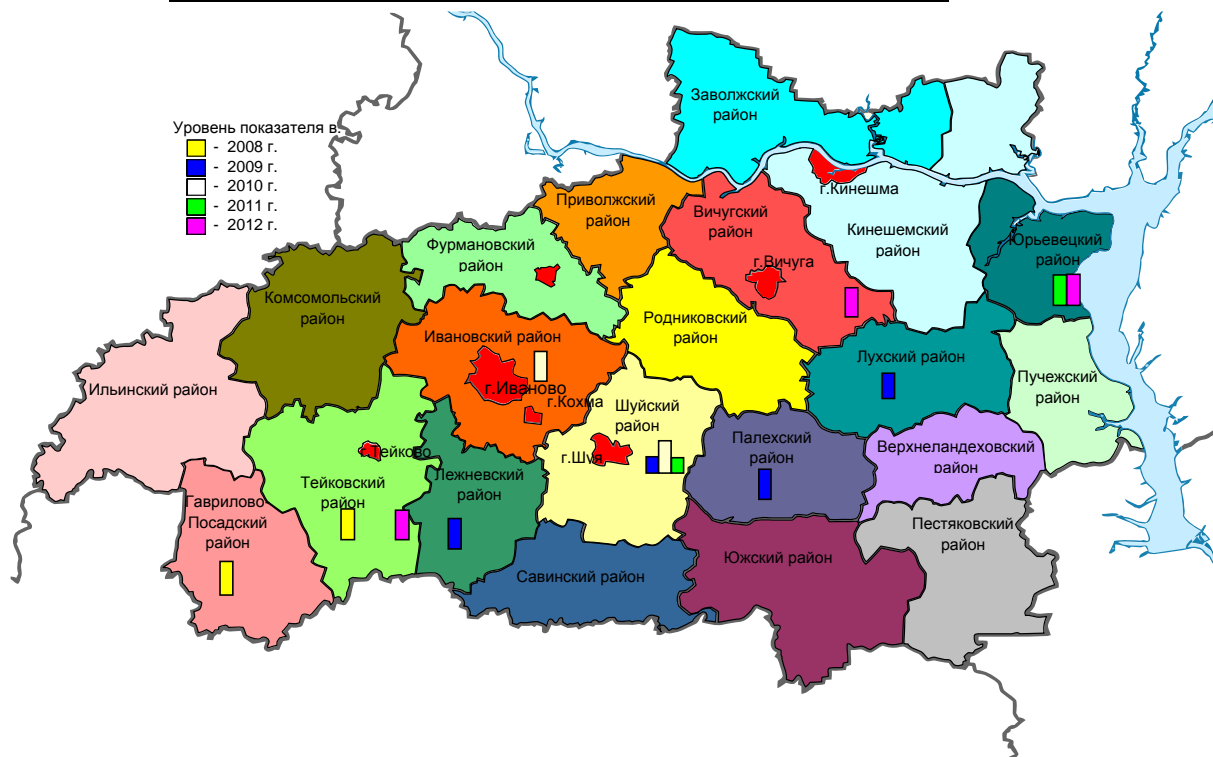 Уровень показателя в:
- 2008 г.
- 2009 г.
- 2010 г.
- 2011 г.
- 2012 г.
Заволжский
район
г.Кинешма
Приволжский
район
Вичугский
район
Кинешемский
район
Юрьевецкий
район
Фурмановский
район
г.Вичуга
Комсомольский
район
Родниковский
район
Ивановский район
Лухский район
Ильинский район
г.Иваново
г.Кохма
Пучежский
район
Шуйский
район
Палехский
район
Верхнеландеховский
район
г.Тейково
г.Шуя
Тейковский
район
Лежневский
район
Гаврилово
Посадский
район
Пестяковский
район
Савинский район
Южский район